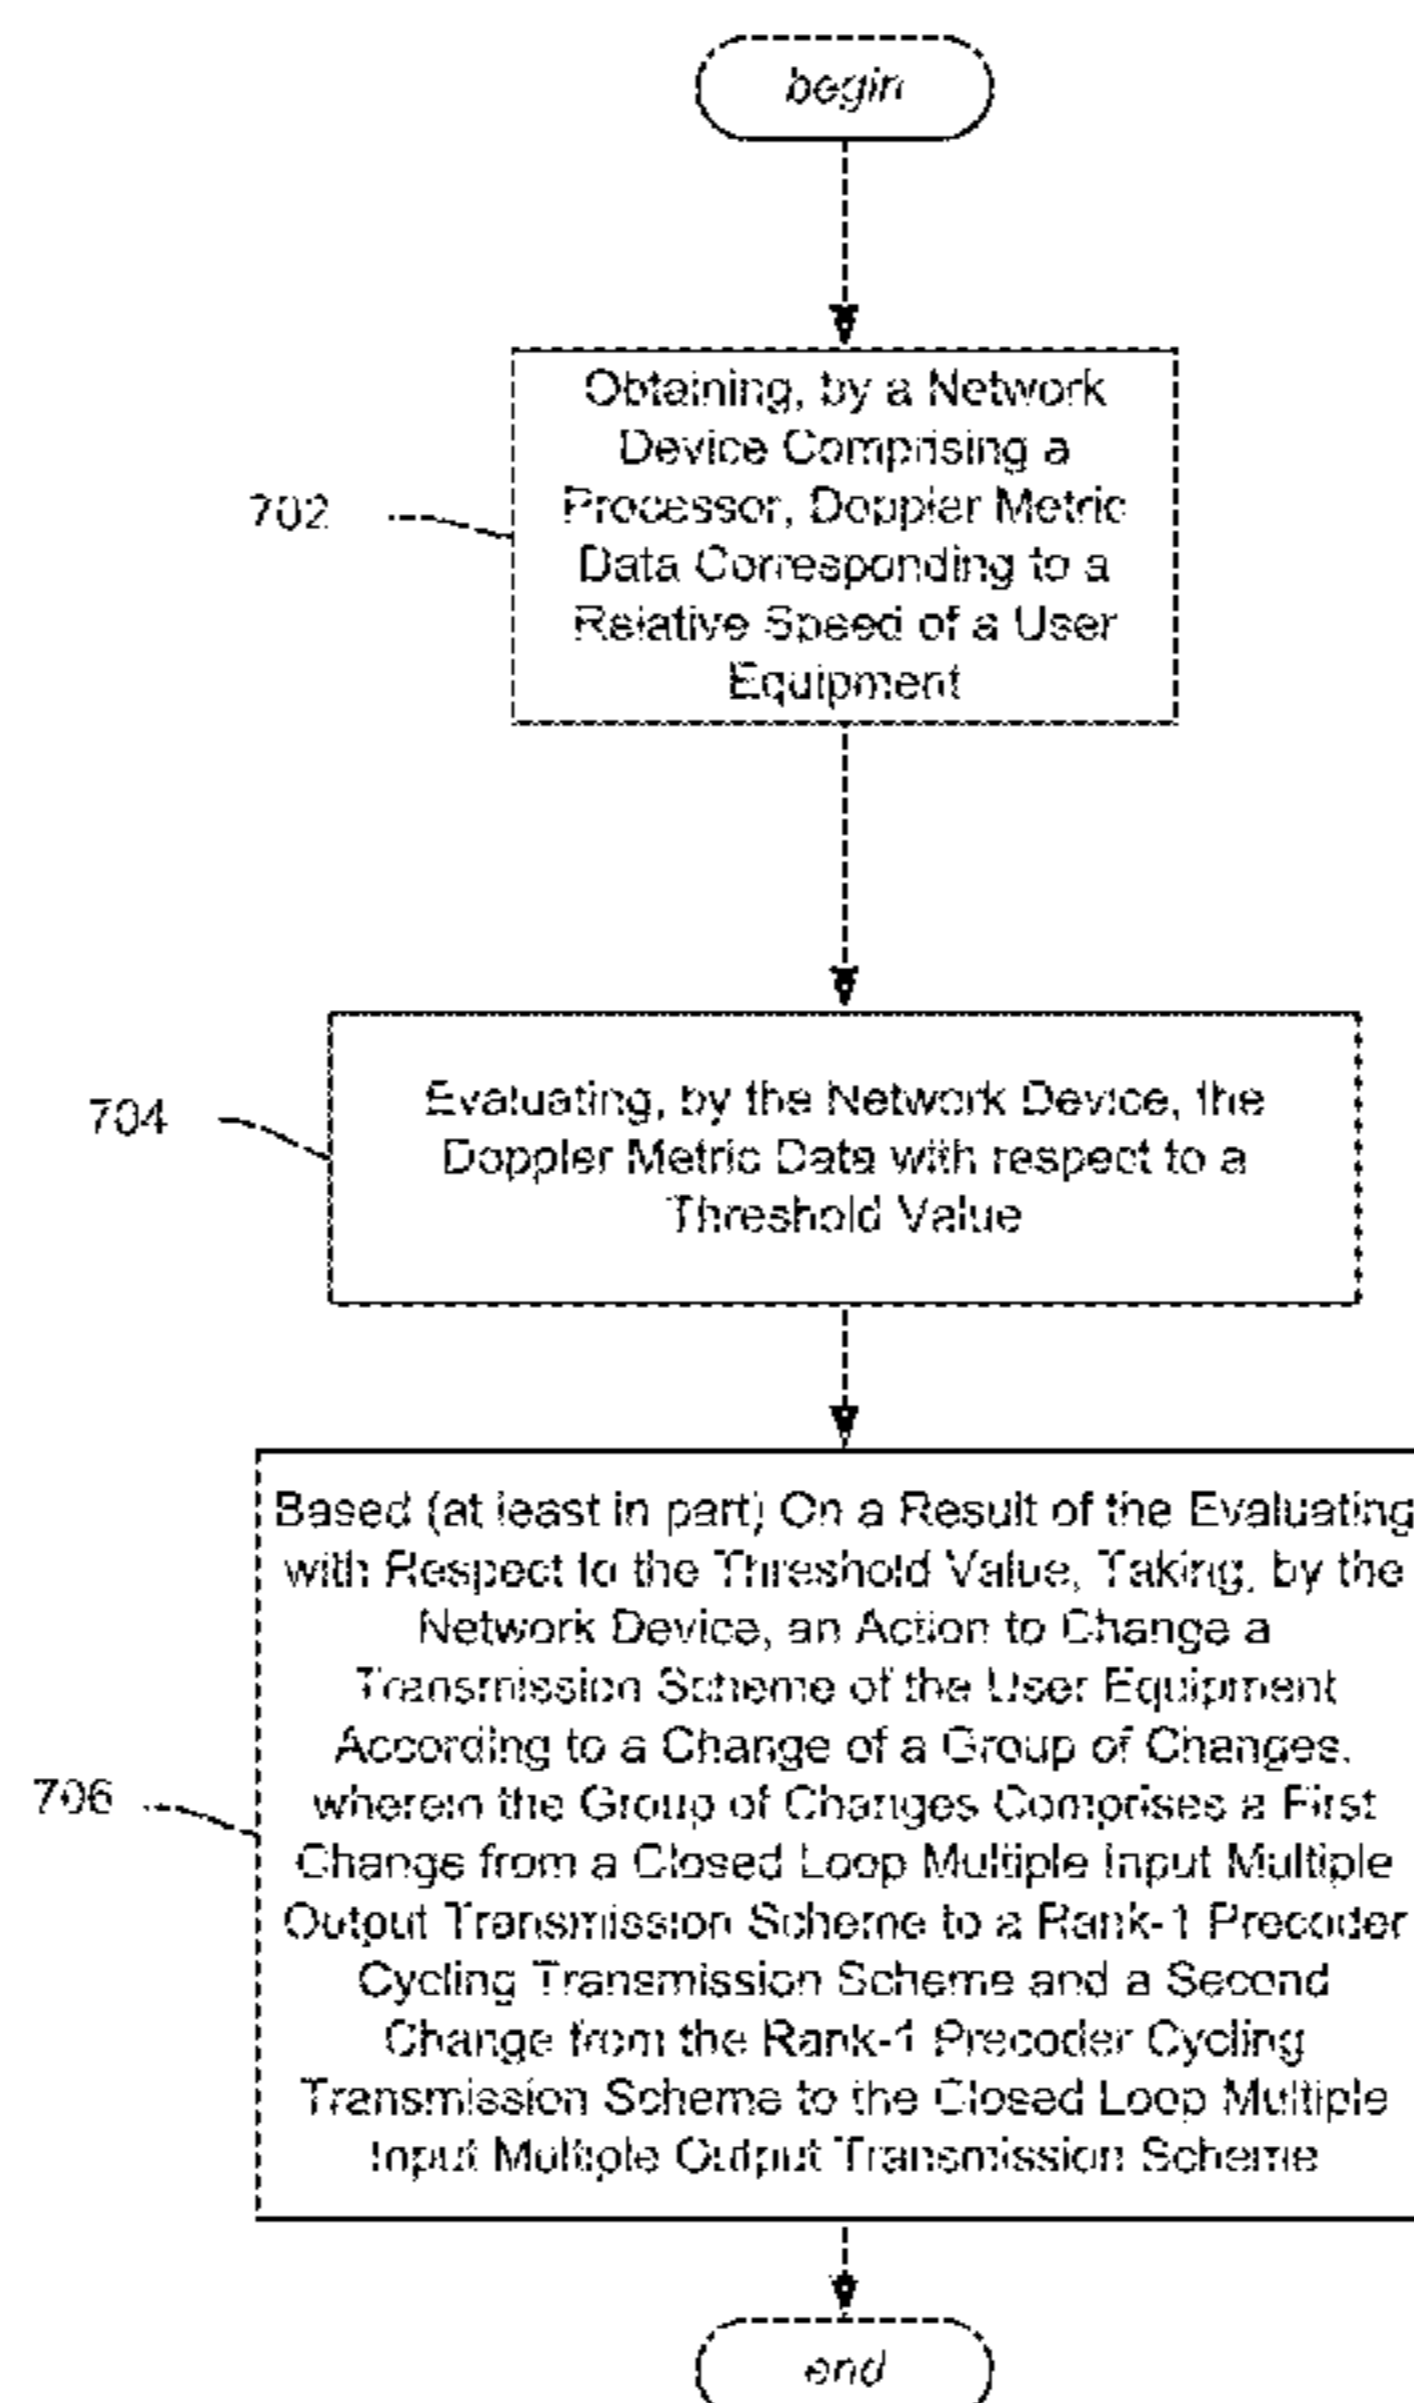 begin
Obtaining, by a Network
Device Comprising a
Processor, Doppler Metric
Data Corresponding to a
Relative Speed of a User
Equipment
702
Evaluating, by the Network Device, the
Doppler Metric Data with respect to a
Threshold Value
704
Based (at least in part) On a Result of the Evaluating
with Respect to the Threshold Value, Taking, by the
Network Device, an Action to Change a
Transmission Scheme of the User Equipment
According to a Change of a Group of Changes,
wherein the Group of Changes Comprises a First
Change from a Closed Loop Multiple Input Multiple
Output Transmission Scheme to a Rank-1 Precoder
Cycling Transmission Scheme and a Second
Change from the Rank-1 Precoder Cycling
Transmission Scheme to the Closed Loop Multiple
Input Multiple Output Transmission Scheme
706
end